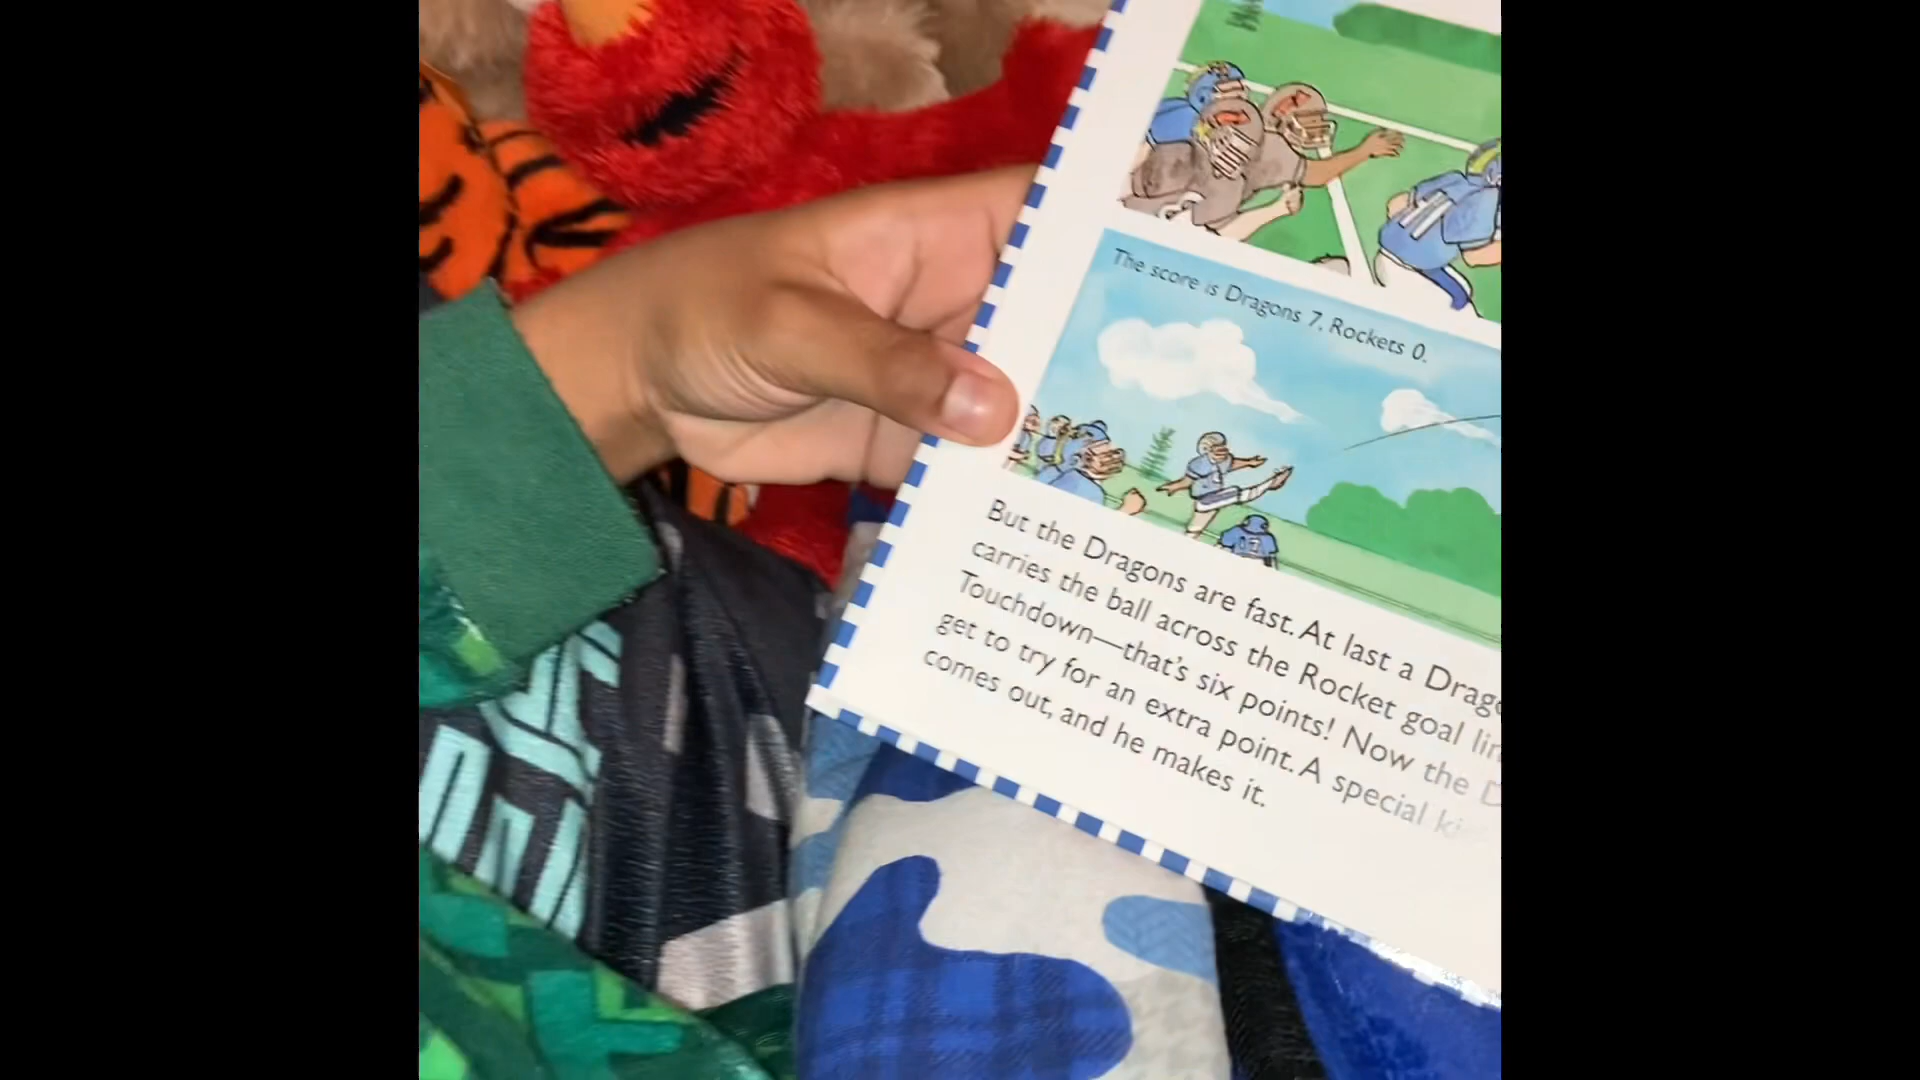 The score is Dragons 7, Rockets 0.
But the Dragons are fast. At last a
carries the ball across the Rocket goal
Touchdown—that's six points! Now the
get to try for an extra point. A special
comes out, and he makes it.